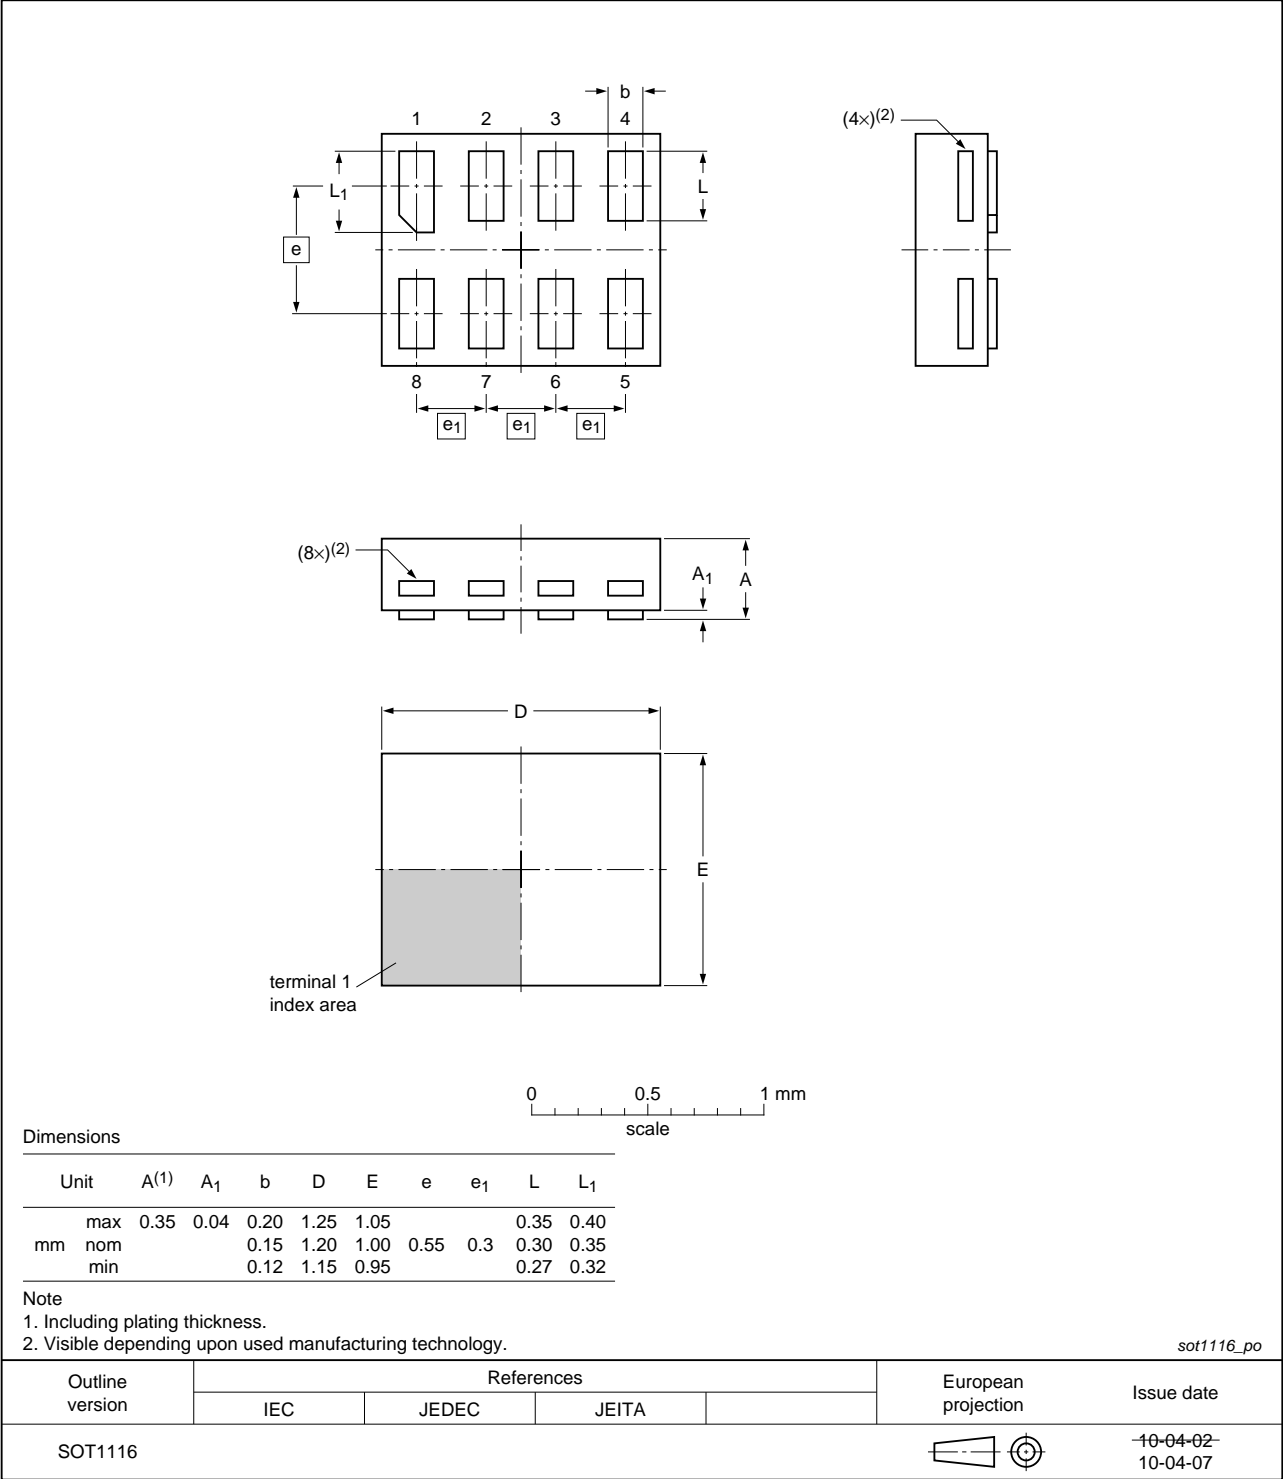 b
1 2 3 4
(4×)(2)
L1
L
e
8 7 6 5
e1 e1 e1
(8×)(2)
A1 A
D
E
terminal 1
index area
0 0.5 1 mm
scale
Dimensions
Unit A(1) A1 b D E e e1 L L1
max 0.35 0.04 0.20 1.25 1.05 0.35 0.40
mm nom 0.15 1.20 1.00 0.55 0.3 0.30 0.35
min 0.12 1.15 0.95 0.27 0.32
Note
1. Including plating thickness.
2. Visible depending upon used manufacturing technology.
sot1116_po
Outline version References European projection Issue date
IEC JEDEC JEITA
SOT1116
10-04-02
10-04-07